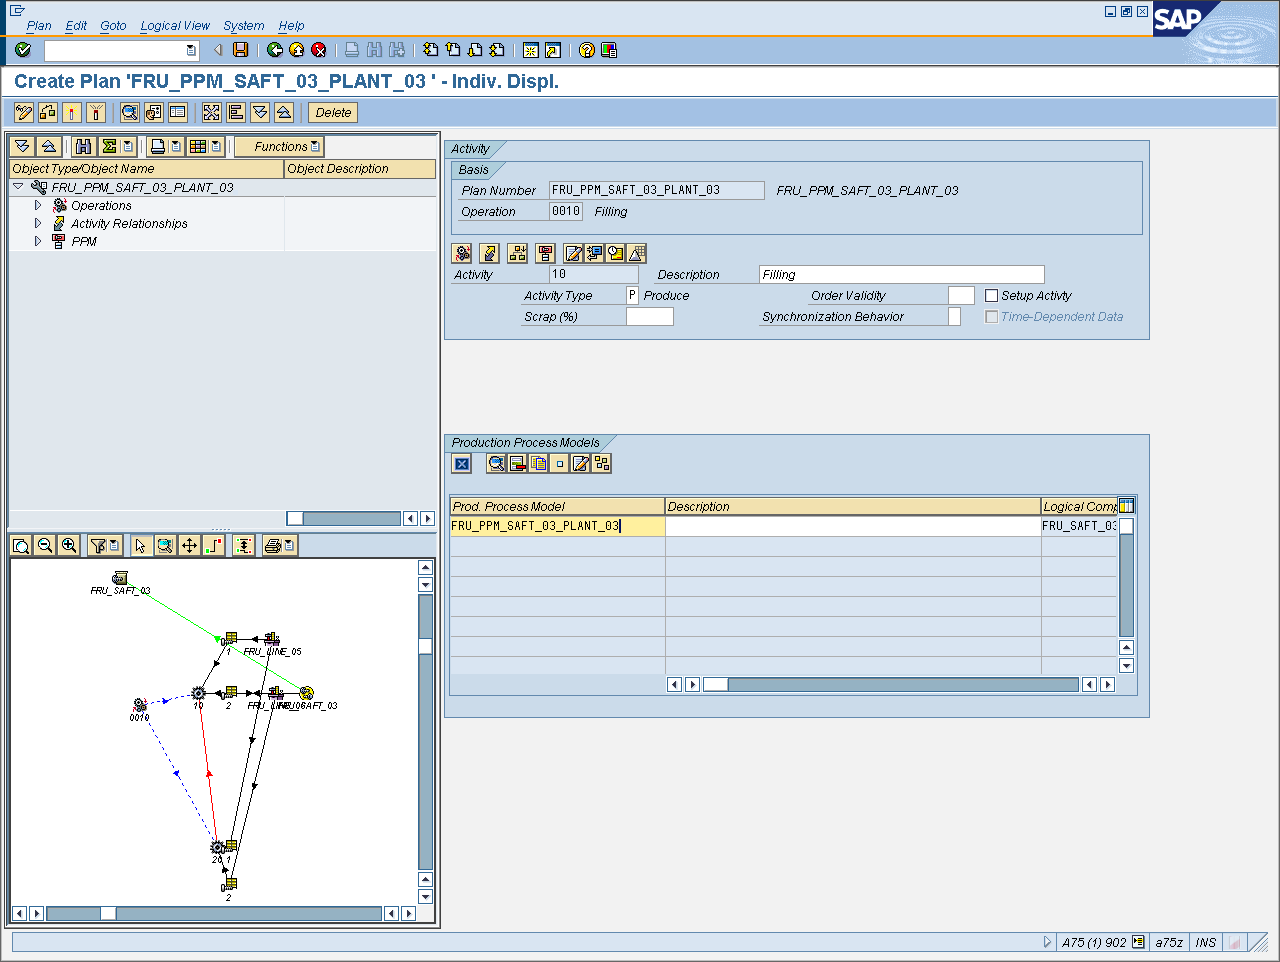 Plan Edit Goto Logical View System Help
SAP
Create Plan 'FRU_PPM_SAFT_03_PLANT_03 ' - Indiv. Displ.
Delete
Functions
Object Type/Object Name Object Description
FRU_PPM_SAFT_03_PLANT_03
Operations
Activity Relationships
PPM
Activity
Basis
Plan Number FRU_PPM_SAFT_03_PLANT_03 FRU_PPM_SAFT_03_PLANT_03
Operation 0010 Filling
Activity 10 Description Filling
Activity Type P Produce Order Validity Setup Activty
Scrap (%) Synchronization Behavior Time-Dependent Data
Production Process Models
Prod. Process Model Description Logical Comp
FRU_PPM_SAFT_03_PLANT_03 FRU_SAFT_03
FRU_SAFT_03
1 FRU_LINE_05
10 2
0010
20 1
2
A75 (1) 902 a75z INS